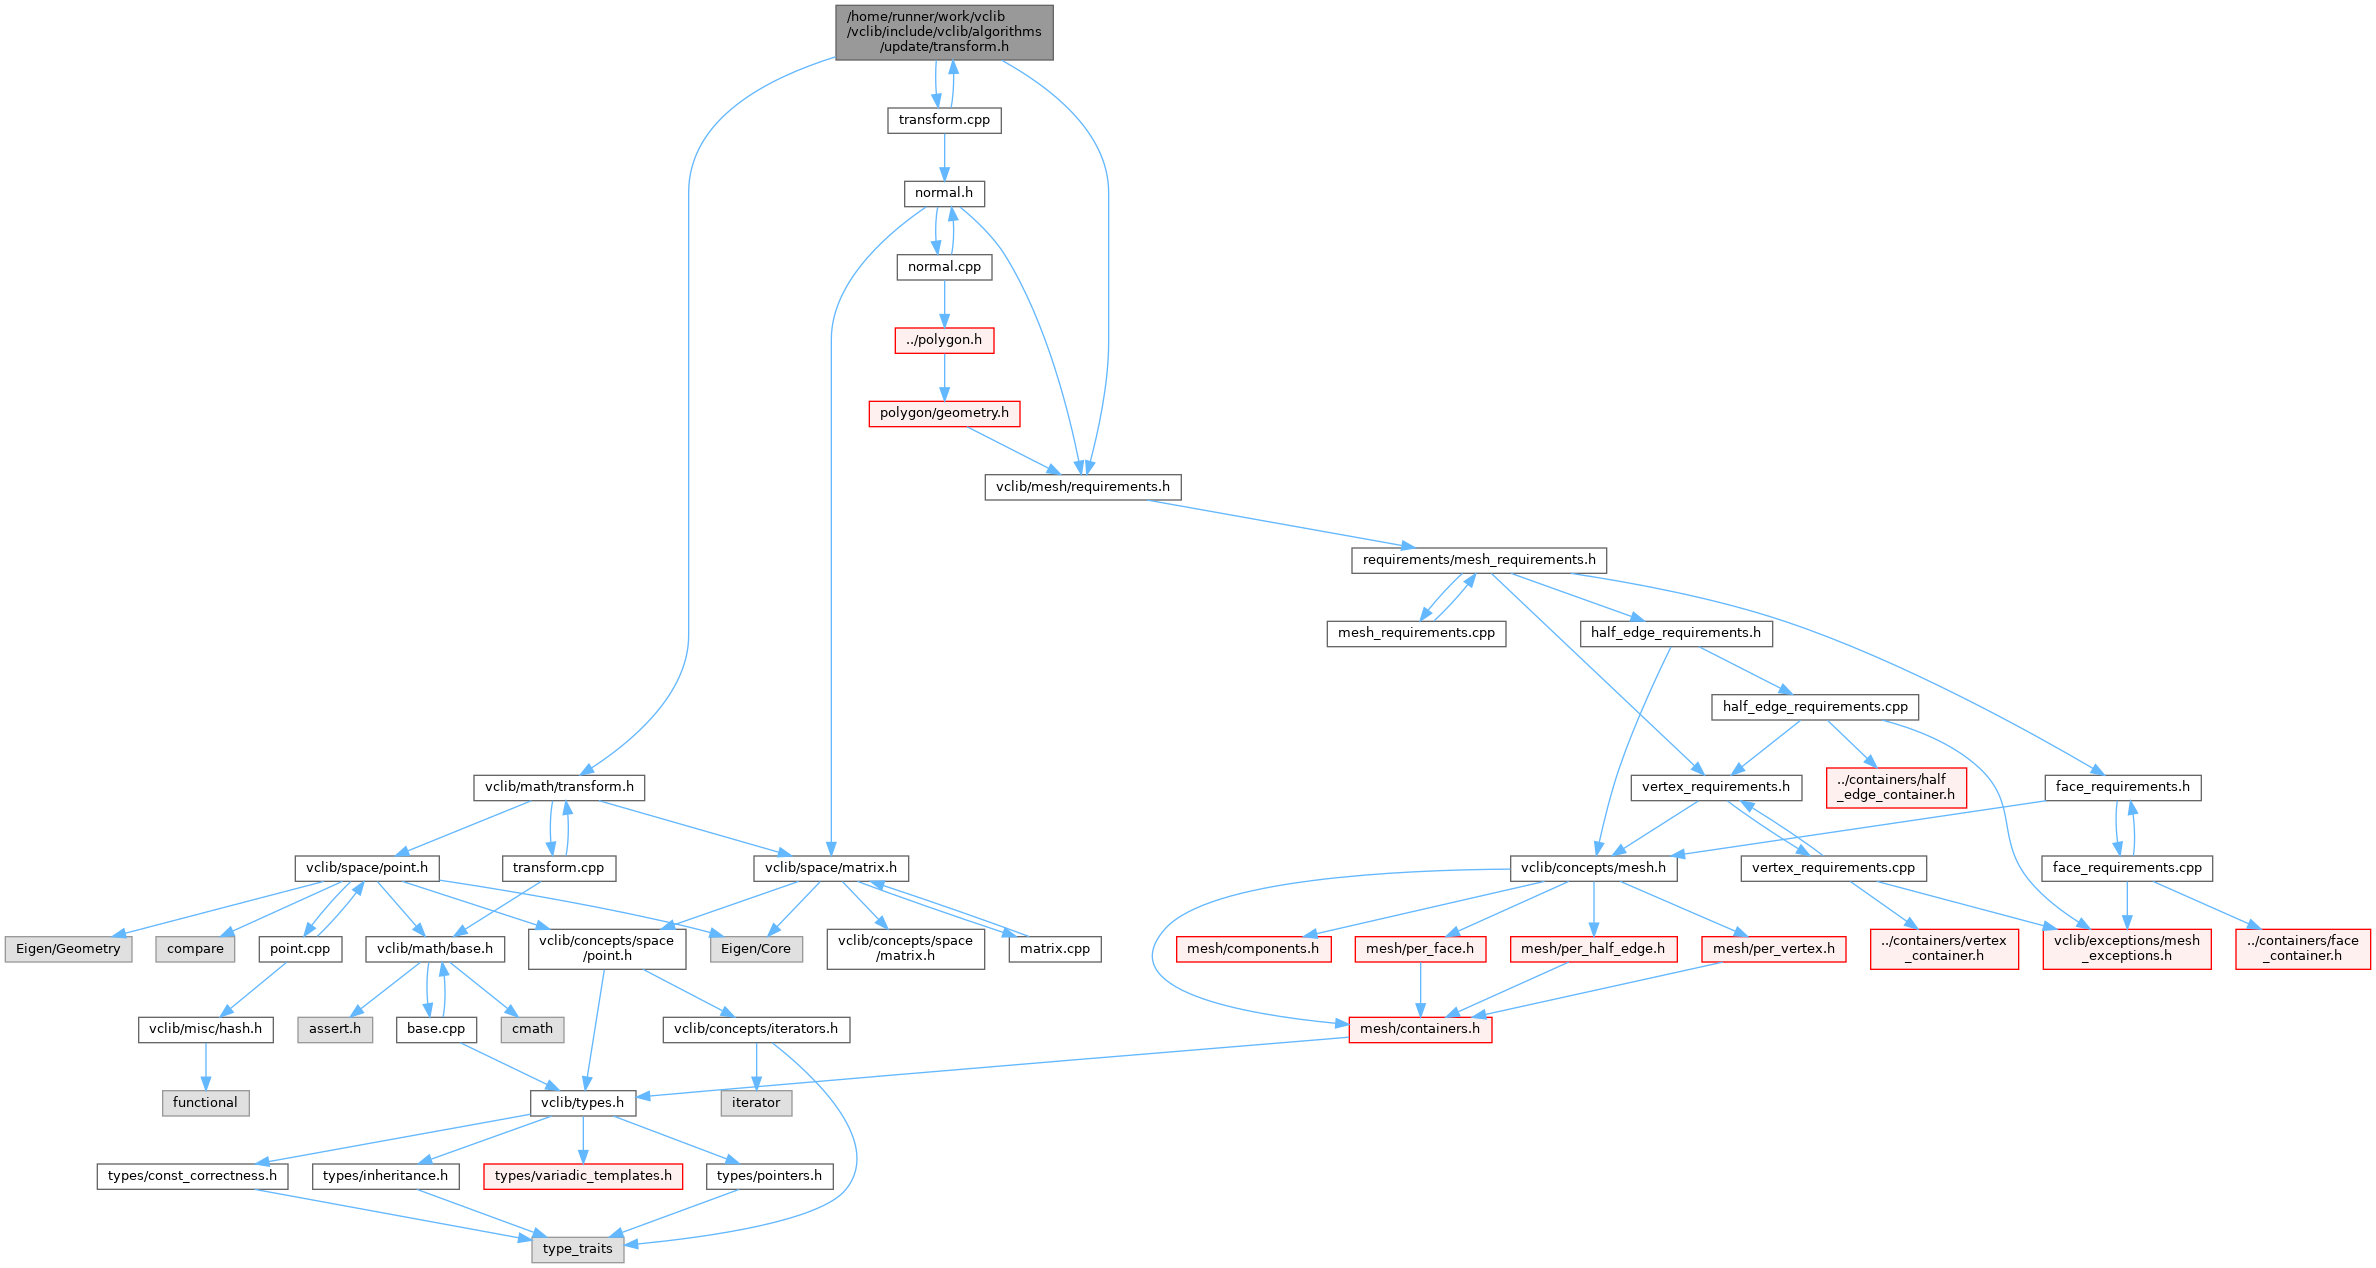 /home/runner/work/vclib
/vclib/include/vclib/algorithms
/update/transform.h
transform.cpp
normal.h
normal.cpp
../polygon.h
polygon/geometry.h
vclib/mesh/requirements.h
requirements/mesh_requirements.h
mesh_requirements.cpp
half_edge_requirements.h
half_edge_requirements.cpp
vclib/math/transform.h
vertex_requirements.h
../containers/half
_edge_container.h
face_requirements.h
vclib/space/point.h
transform.cpp
vclib/space/matrix.h
vclib/concepts/mesh.h
vertex_requirements.cpp
face_requirements.cpp
Eigen/Geometry
compare
point.cpp
vclib/math/base.h
vclib/concepts/space
/point.h
Eigen/Core
vclib/concepts/space
/matrix.h
matrix.cpp
mesh/components.h
mesh/per_face.h
mesh/per_half_edge.h
mesh/per_vertex.h
../containers/vertex
_container.h
vclib/exceptions/mesh
_exceptions.h
../containers/face
_container.h
vclib/misc/hash.h
assert.h
base.cpp
cmath
vclib/concepts/iterators.h
mesh/containers.h
functional
vclib/types.h
iterator
types/const_correctness.h
types/inheritance.h
types/variadic_templates.h
types/pointers.h
type_traits